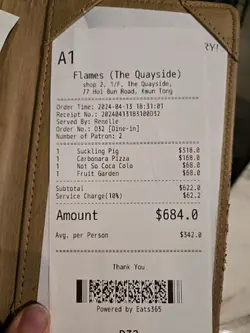 A1
Flames (The Quayside)
shop 2, 1/F, The Quayside,
77 Hoi Bun Road, Kwun Tong
Order Time: 2024-04-13 18:31:01
Receipt No.: 20240413183100D32
Served By: Renelle
Order No.: D32 [Dine-in]
Number of Patron: 2
1 Suckling Pig $318.0
1 Carbonara Pizza $168.0
1 Not So Coca Cola $68.0
1 Fruit Garden $68.0
Subtotal $622.0
Service Charge(10%) $62.2
Amount $684.0
Avg. per Person $342.0
Thank You
Powered by Eats365
D32